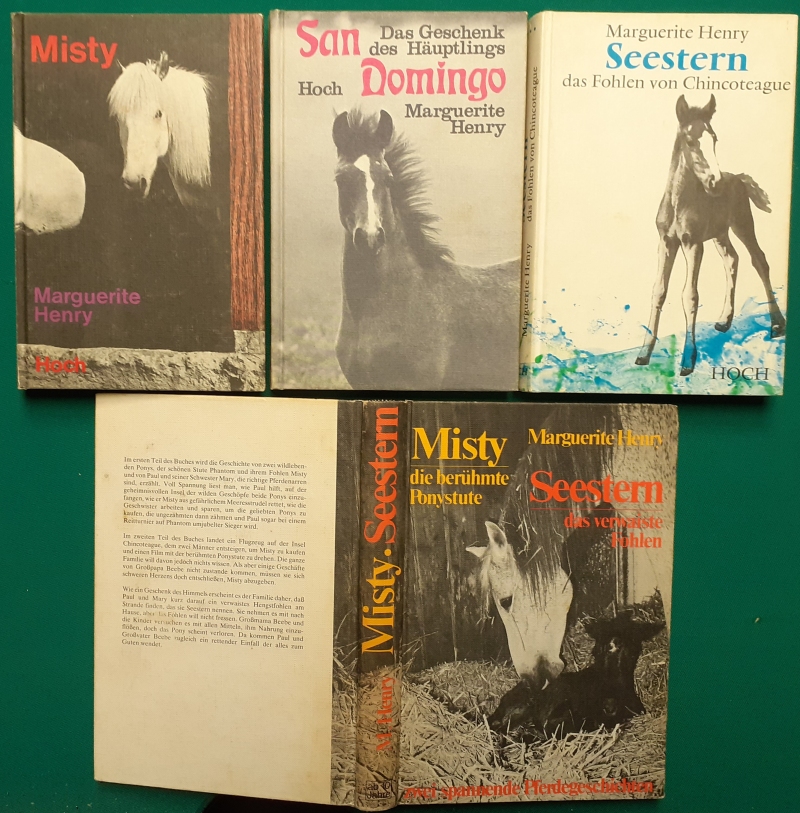 Misty
Marguerite
Henry
Hoch
San Das Geschenk
des Häuptlings
Hoch Domingo
Marguerite
Henry
Marguerite Henry
Seestern
das Fohlen von Chincoteague
HOCH
Marguerite Henry das Fohlen von Chincoteague
Im ersten Teil des Buches wird die Geschichte von zwei wildleben-
den Ponys, der schönen Stute Phantom und ihrem Fohlen Misty
und von Paul und seiner Schwester Mary, die richtige Pferdenarren
sind, erzählt. Voll Spannung liest man, wie Paul hilft, auf der
geheimnisvollen Insel der wilden Geschöpfe beide Ponys einzu-
fangen, wie er Misty aus gefährlichem Meeresstrudel rettet, wie die
Geschwister arbeiten und sparen, um die geliebten Ponys zu
kaufen, die ungezähmten dann zähmen und Paul sogar bei einem
Reitturnier auf Phantom umjubelter Sieger wird.
Im zweiten Teil des Buches landet ein Flugzeug auf der Insel
Chincoteague, dem zwei Männer entsteigen, um Misty zu kaufen
und einen Film mit der berühmten Ponystute zu drehen. Die ganze
Familie will davon jedoch nichts wissen. Als aber einige Geschäfte
von Großpapa Beebe nicht zustande kommen, müssen sie sich
schweren Herzens doch entschließen, Misty abzugeben.
Wie ein Geschenk des Himmels erscheint es der Familie daher, daß
Paul und Mary kurz darauf ein verwaistes Hengstfohlen am
Strande finden, das sie Seestern nennen. Sie nehmen es mit nach
Hause, aber das Fohlen will nicht fressen. Großmama Beebe und
die Kinder versuchen es mit allen Mitteln, ihm Nahrung einzu-
flößen, doch das Pony scheint verloren. Da kommen Paul und
Großvater Beebe zugleich ein rettender Einfall der alles zum
Guten wendet.
M. Henry Misty. Seestern
ab 10
Jahre
Misty
die berühmte
Ponystute
Marguerite Henry
Seestern
das verwaiste
Fohlen
zwei spannende Pferdegeschichten